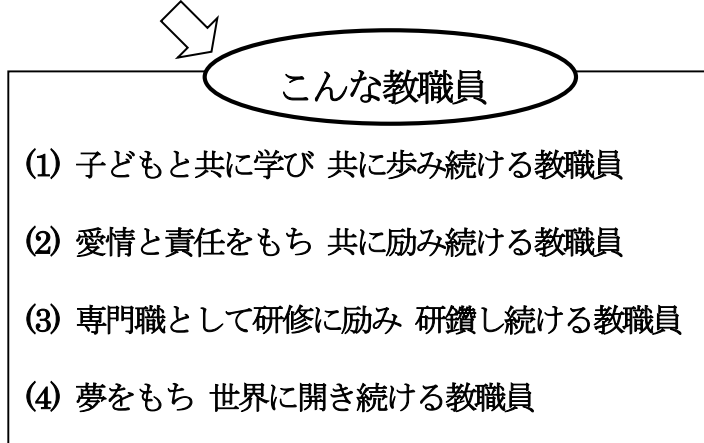 こんな教職員
(1) 子どもと共に学び 共に歩み続ける教職員
(2) 愛情と責任をもち 共に励み続ける教職員
(3) 専門職として研修に励み 研鑽し続ける教職員
(4) 夢をもち 世界に開き続ける教職員